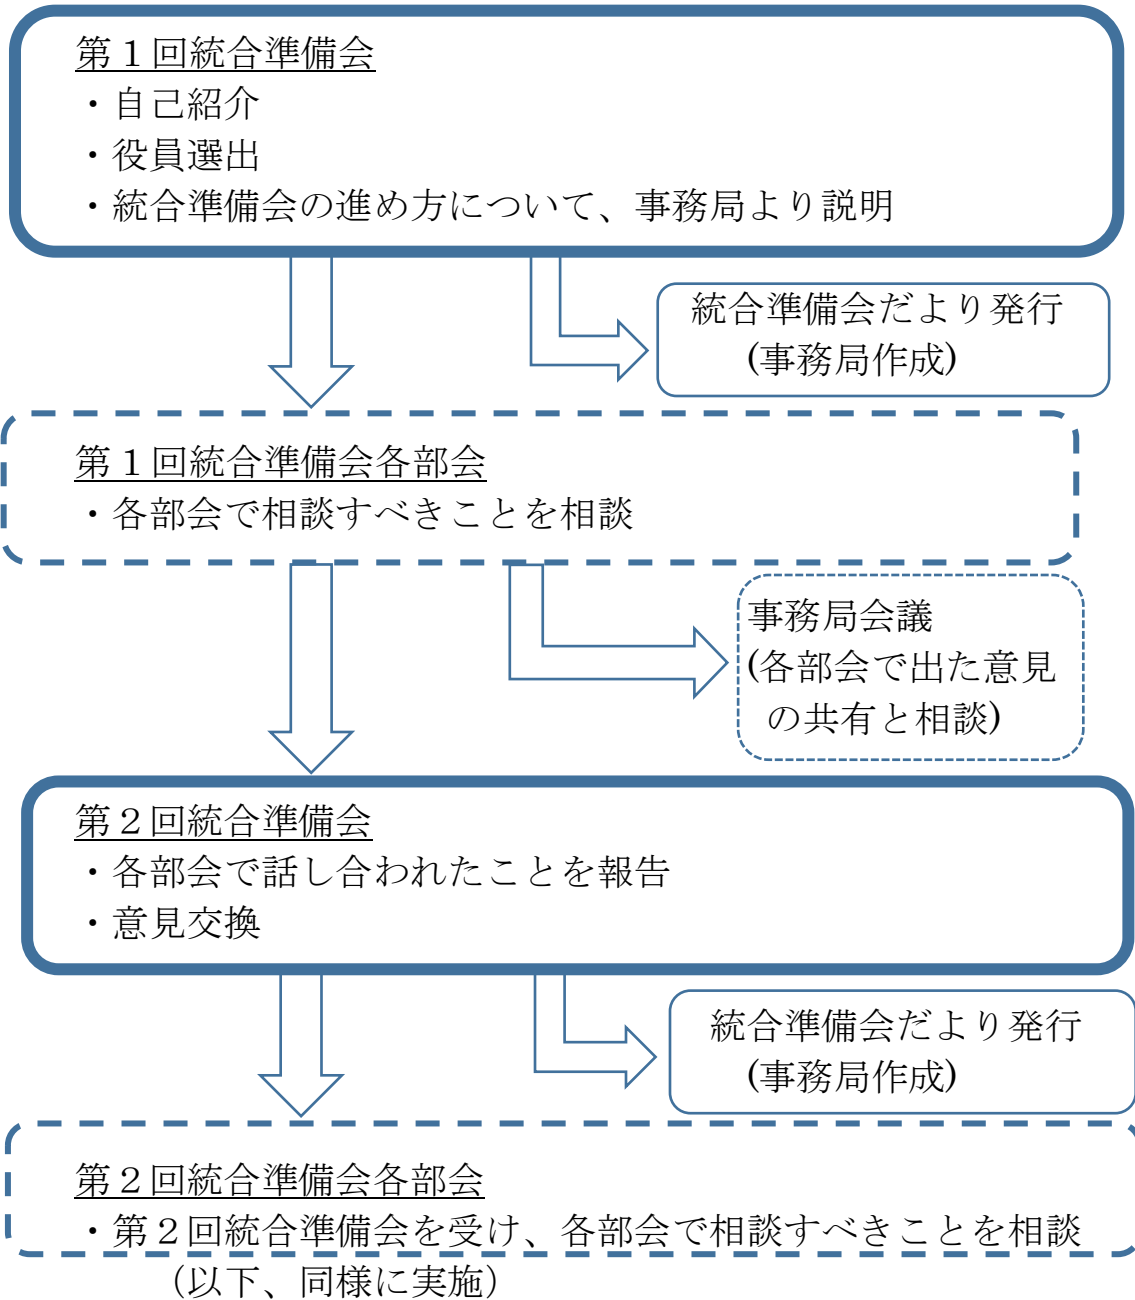 第１回統合準備会
・自己紹介
・役員選出
・統合準備会の進め方について、事務局より説明
統合準備会だより発行
(事務局作成)
第１回統合準備会各部会
・各部会で相談すべきことを相談
事務局会議
(各部会で出た意見
の共有と相談)
第２回統合準備会
・各部会で話し合われたことを報告
・意見交換
統合準備会だより発行
(事務局作成)
第２回統合準備会各部会
・第２回統合準備会を受け、各部会で相談すべきことを相談
（以下、同様に実施）